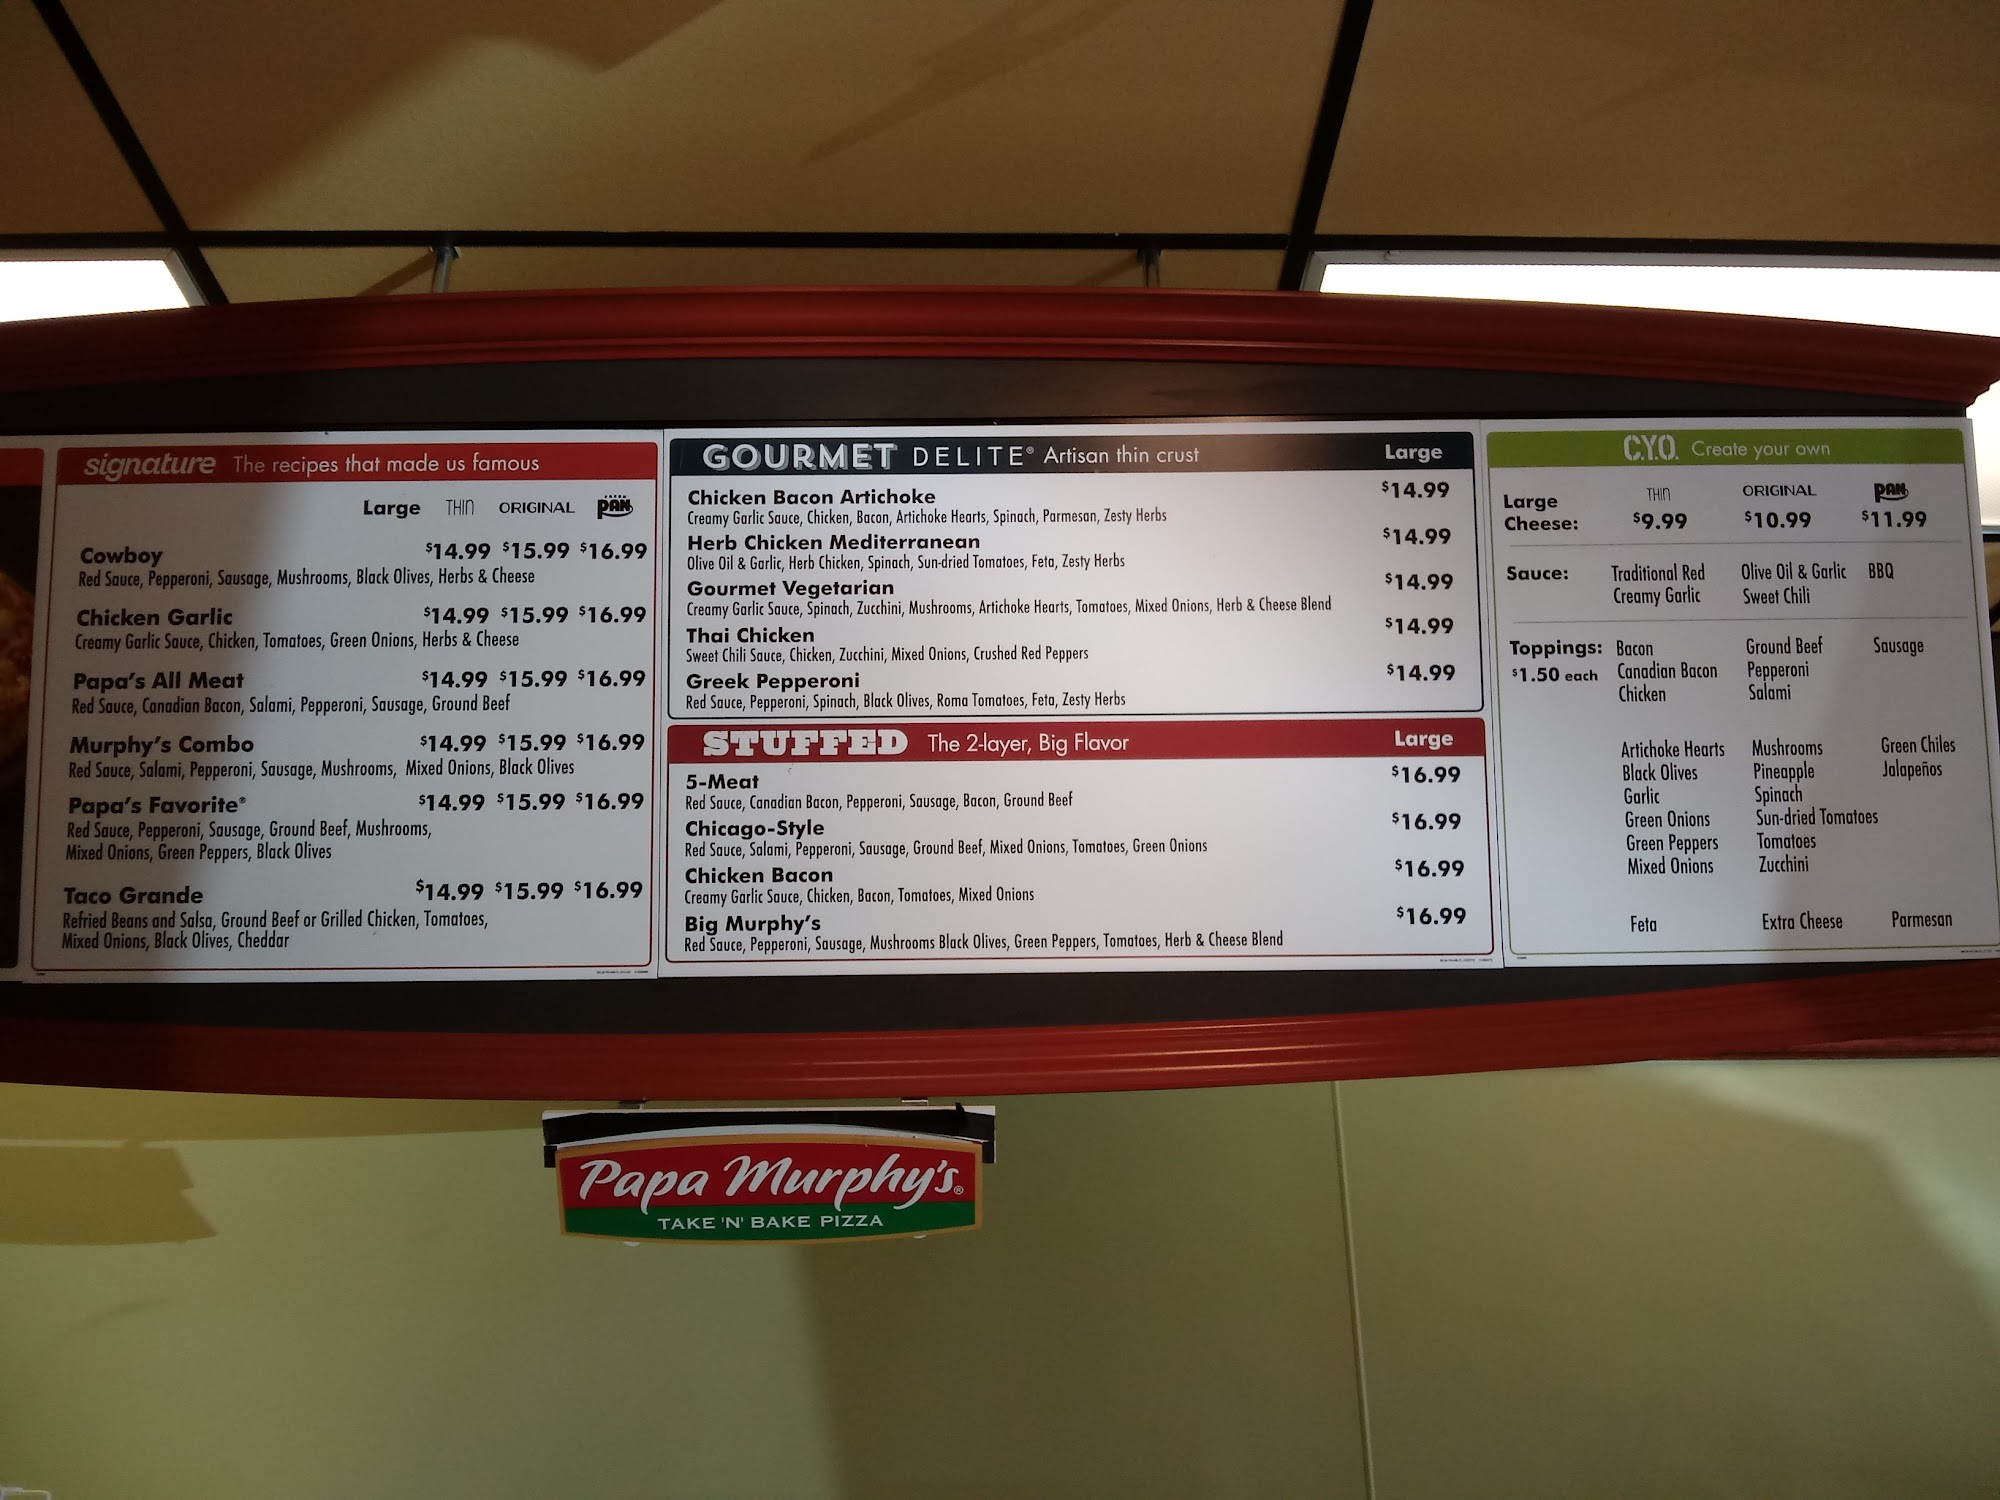 signature The recipes that made us famous
Large THIN ORIGINAL PAN
Cowboy $14.99 $15.99 $16.99
Red Sauce, Pepperoni, Sausage, Mushrooms, Black Olives, Herbs & Cheese
Chicken Garlic $14.99 $15.99 $16.99
Creamy Garlic Sauce, Chicken, Tomatoes, Green Onions, Herbs & Cheese
Papa's All Meat $14.99 $15.99 $16.99
Red Sauce, Canadian Bacon, Salami, Pepperoni, Sausage, Ground Beef
Murphy's Combo $14.99 $15.99 $16.99
Red Sauce, Salami, Pepperoni, Sausage, Mushrooms, Mixed Onions, Black Olives
Papa's Favorite® $14.99 $15.99 $16.99
Red Sauce, Pepperoni, Sausage, Ground Beef, Mushrooms,
Mixed Onions, Green Peppers, Black Olives
Taco Grande $14.99 $15.99 $16.99
Refried Beans and Salsa, Ground Beef or Grilled Chicken, Tomatoes,
Mixed Onions, Black Olives, Cheddar
GOURMET DELITE® Artisan thin crust Large
Chicken Bacon Artichoke $14.99
Creamy Garlic Sauce, Chicken, Bacon, Artichoke Hearts, Spinach, Parmesan, Zesty Herbs
Herb Chicken Mediterranean $14.99
Olive Oil & Garlic, Herb Chicken, Spinach, Sun-dried Tomatoes, Feta, Zesty Herbs
Gourmet Vegetarian $14.99
Creamy Garlic Sauce, Spinach, Zucchini, Mushrooms, Artichoke Hearts, Tomatoes, Mixed Onions, Herb & Cheese Blend
Thai Chicken $14.99
Sweet Chili Sauce, Chicken, Zucchini, Mixed Onions, Crushed Red Peppers
Greek Pepperoni $14.99
Red Sauce, Pepperoni, Spinach, Black Olives, Roma Tomatoes, Feta, Zesty Herbs
STUFFED The 2-layer, Big Flavor Large
5-Meat $16.99
Red Sauce, Canadian Bacon, Pepperoni, Sausage, Bacon, Ground Beef
Chicago-Style $16.99
Red Sauce, Salami, Pepperoni, Sausage, Ground Beef, Mixed Onions, Tomatoes, Green Onions
Chicken Bacon $16.99
Creamy Garlic Sauce, Chicken, Bacon, Tomatoes, Mixed Onions
Big Murphy's $16.99
Red Sauce, Pepperoni, Sausage, Mushrooms Black Olives, Green Peppers, Tomatoes, Herb & Cheese Blend
C.Y.O. Create your own
THIN ORIGINAL PAN
Large
Cheese: $9.99 $10.99 $11.99
Sauce: Traditional Red Olive Oil & Garlic BBQ
Creamy Garlic Sweet Chili
Toppings: Bacon Ground Beef Sausage
$1.50 each Canadian Bacon Pepperoni
Chicken Salami
Artichoke Hearts Mushrooms Green Chiles
Black Olives Pineapple Jalapeños
Garlic Spinach
Green Onions Sun-dried Tomatoes
Green Peppers Tomatoes
Mixed Onions Zucchini
Feta Extra Cheese Parmesan
Papa Murphy's®
TAKE 'N' BAKE PIZZA